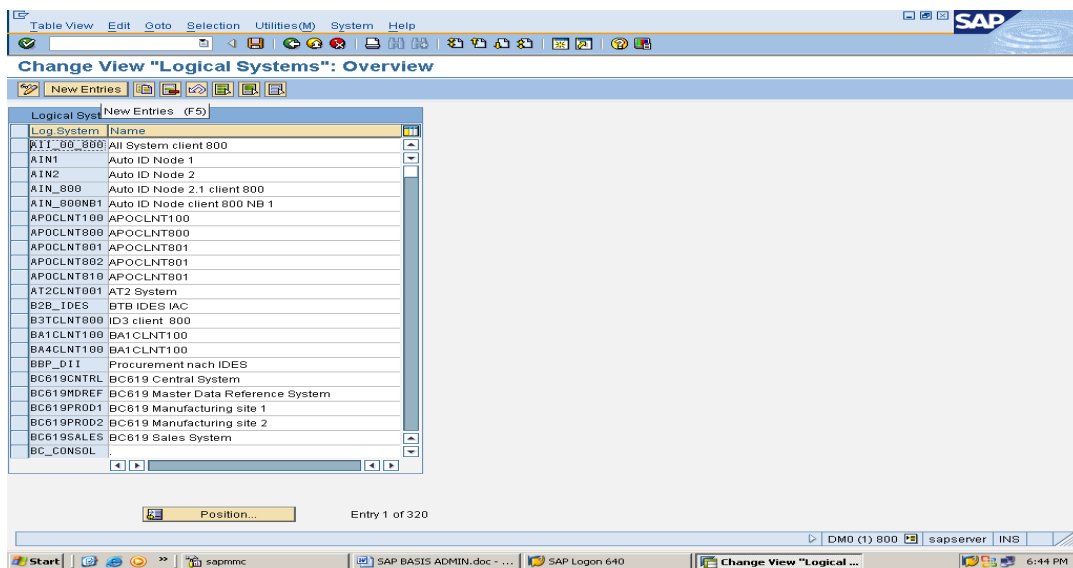 Table View Edit Goto Selection Utilities(M) System Help
SAP
Change View "Logical Systems": Overview
New Entries
Logical Syst
New Entries (F5)
Log.System Name
AII_00_800 All System client 800
AIN1 Auto ID Node 1
AIN2 Auto ID Node 2
AIN_800 Auto ID Node 2.1 client 800
AIN_800NB1 Auto ID Node client 800 NB 1
APOCLNT100 APOCLNT100
APOCLNT800 APOCLNT800
APOCLNT801 APOCLNT801
APOCLNT802 APOCLNT801
APOCLNT810 APOCLNT801
AT2CLNT001 AT2 System
B2B_IDES BTB IDES IAC
B3TCLNT800 ID3 client 800
BA1CLNT100 BA1CLNT100
BA4CLNT100 BA1CLNT100
BBP_DII Procurement nach IDES
BC619CNTRL BC619 Central System
BC619MDREF BC619 Master Data Reference System
BC619PROD1 BC619 Manufacturing site 1
BC619PROD2 BC619 Manufacturing site 2
BC619SALES BC619 Sales System
BC_CONSOL .
Position... Entry 1 of 320
DM0 (1) 800 sapserver INS
Start » sapmmc SAP BASIS ADMIN.doc - ... SAP Logon 640 Change View "Logical ... 6:44 PM